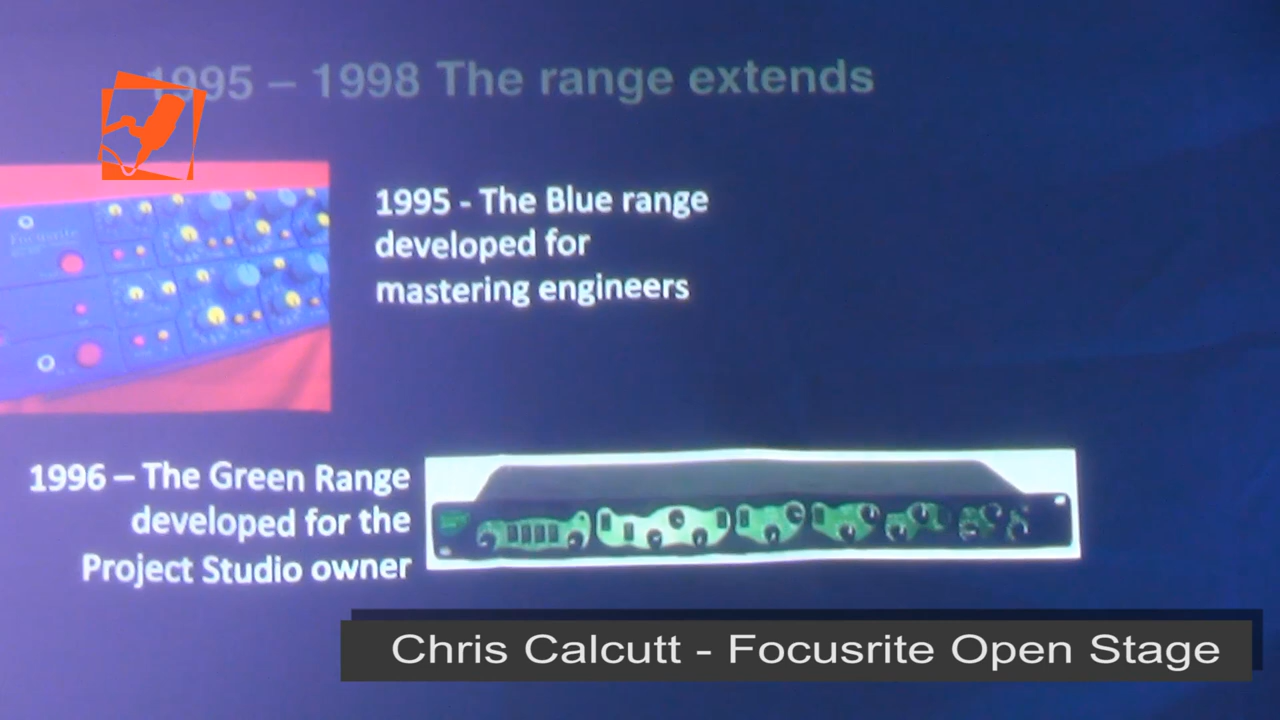 1995 – 1998 The range extends
Focusrite
1995 - The Blue range
developed for
mastering engineers
1996 – The Green Range
developed for the
Project Studio owner
Chris Calcutt - Focusrite Open Stage